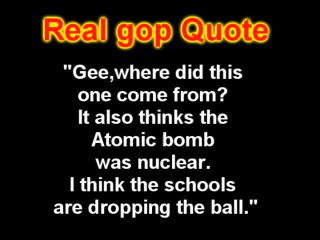 Real gop Quote
"Gee,where did this
one come from?
It also thinks the
Atomic bomb
was nuclear.
I think the schools
are dropping the ball."